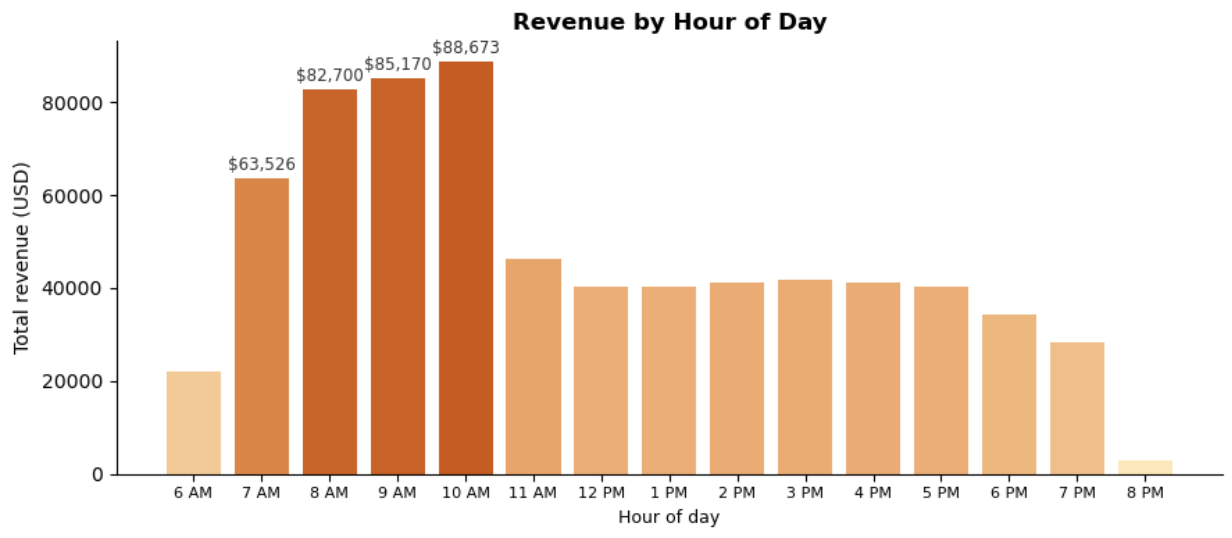 Revenue by Hour of Day
$88,673
$85,170
$82,700
$63,526
80000
60000
40000
20000
0
Total revenue (USD)
6 AM 7 AM 8 AM 9 AM 10 AM 11 AM 12 PM 1 PM 2 PM 3 PM 4 PM 5 PM 6 PM 7 PM 8 PM
Hour of day